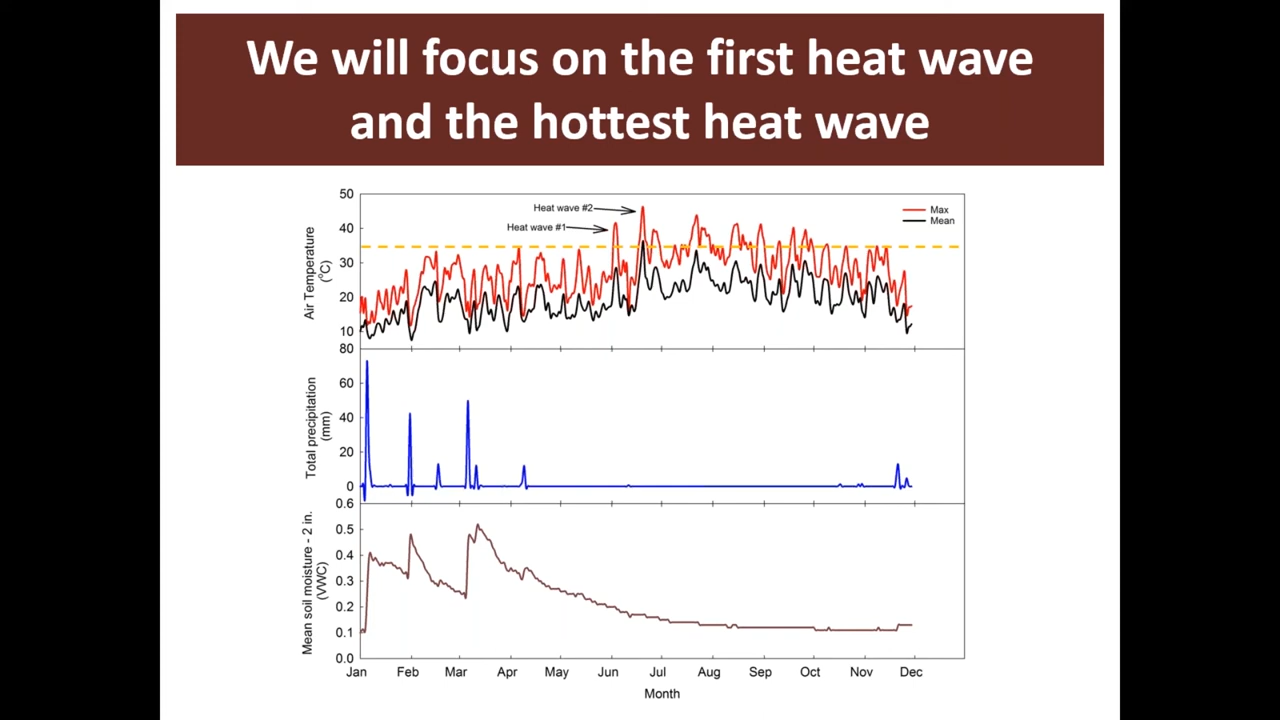 We will focus on the first heat wave
and the hottest heat wave
50
40
30
20
10
Air Temperature
(°C)
Heat wave #2
Heat wave #1
Max
Mean
80
60
40
20
0
Total precipitation
(mm)
0.6
0.5
0.4
0.3
0.2
0.1
0.0
Mean soil moisture - 2 in.
(VWC)
Jan Feb Mar Apr May Jun Jul Aug Sep Oct Nov Dec
Month